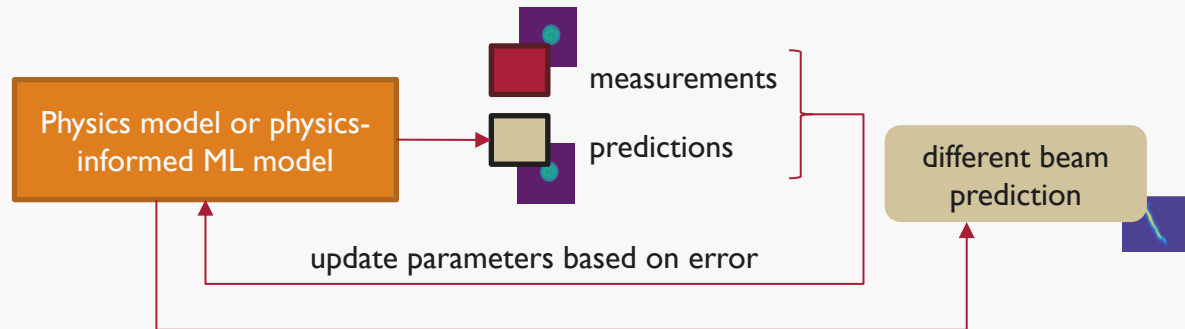 Physics model or physics-
informed ML model
measurements
predictions
different beam
prediction
update parameters based on error